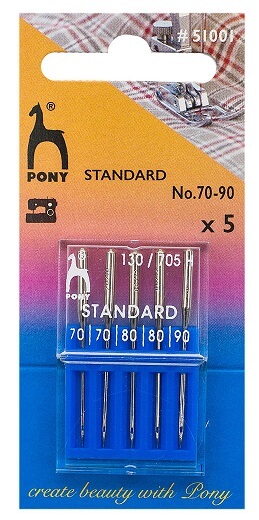 # 51001
®
PONY
STANDARD
No.70-90
x 5
130 / 705 H
PONY
STANDARD
70 70 80 80 90
create beauty with Pony